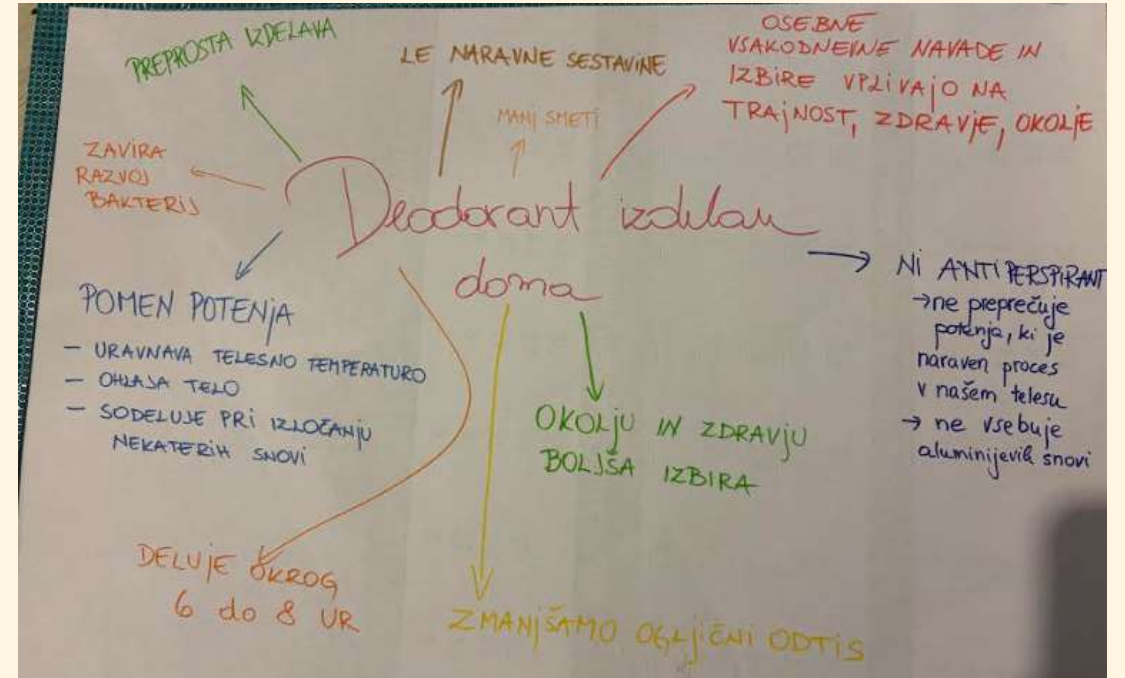 PREPROSTA IZDELAVA
LE NARAVNE SESTAVINE
MANJ SMETI
OSEBNE
VSAKODNEVNE NAVADE IN
IZBIRE VPLIVAJO NA
TRAJNOST, ZDRAVJE, OKOLJE
ZAVIRA
RAZVOJ
BAKTERIJ
Deodorant izdelan
doma
POMEN POTENJA
- URAVNAVA TELESNO TEMPERATURO
- OHLAJA TELO
- SODELUJE PRI IZLOČANJU
NEKATERIH SNOVI
NI ANTIPERSPIRANT
→ ne preprečuje
potenja, ki je
naraven proces
v našem telesu
→ ne vsebuje
aluminijevih snovi
OKOLJU IN ZDRAVJU
BOLJŠA IZBIRA
DELUJE OKROG
6 do 8 UR
ZMANJŠAMO OGLJIČNI ODTIS